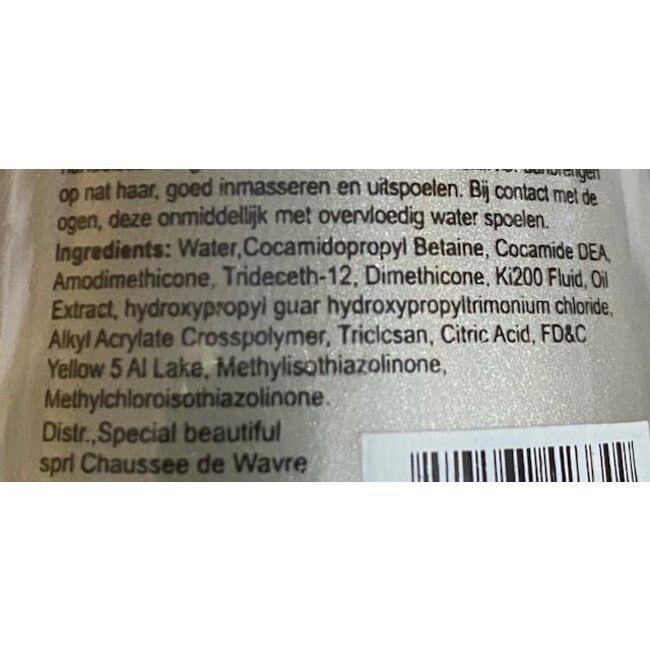 op nat haar, goed inmasseren en uitspoelen. Bij contact met de
ogen, deze onmiddellijk met overvloedig water spoelen.
Ingredients: Water,Cocamidopropyl Betaine, Cocamide DEA,
Amodimethicone, Trideceth-12, Dimethicone, Ki200 Fluid, Oil
Extract, hydroxypropyl guar hydroxypropyltrimonium chloride,
Alkyl Acrylate Crosspolymer, Triclcsan, Citric Acid, FD&C
Yellow 5 Al Lake, Methylisothiazolinone,
Methylchloroisothiazolinone.
Distr.,Special beautiful
sprl Chaussee de Wavre